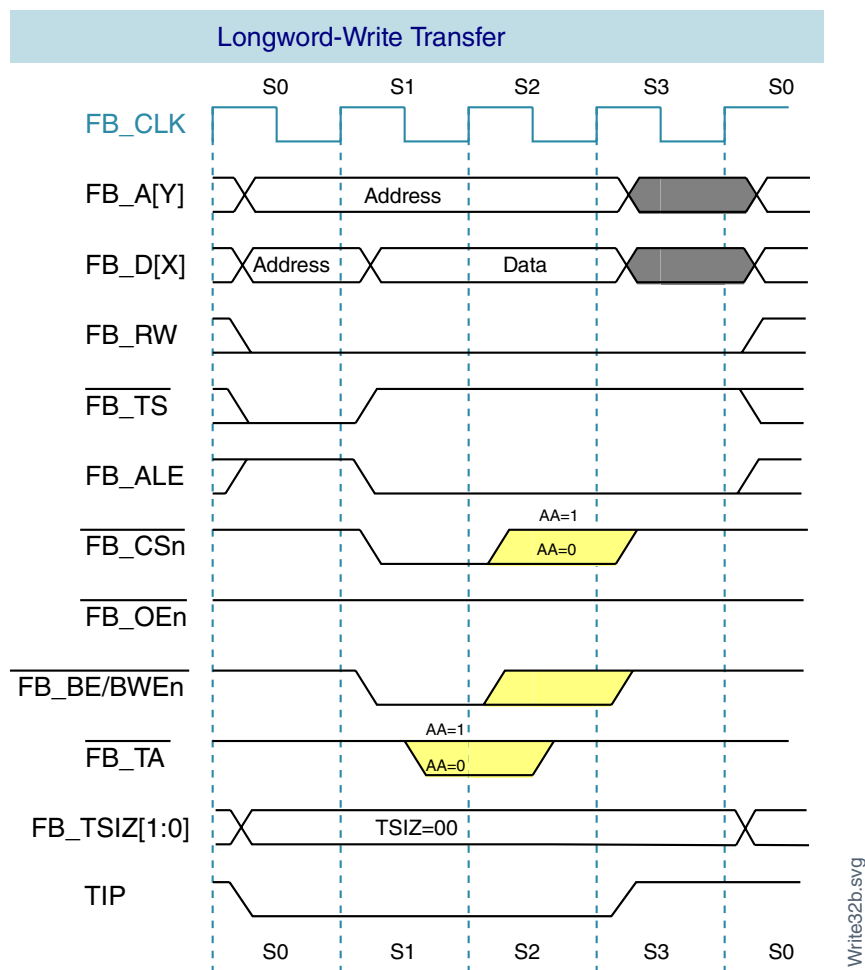 Longword-Write Transfer
S0 S1 S2 S3 S0
FB_CLK
FB_A[Y] Address
FB_D[X] Address Data
FB_RW
FB_TS
FB_ALE
AA=1
FB_CSn AA=0
FB_OEn
FB_BE/BWEn
AA=1
FB_TA AA=0
FB_TSIZ[1:0] TSIZ=00
TIP
S0 S1 S2 S3 S0
Write32b.svg